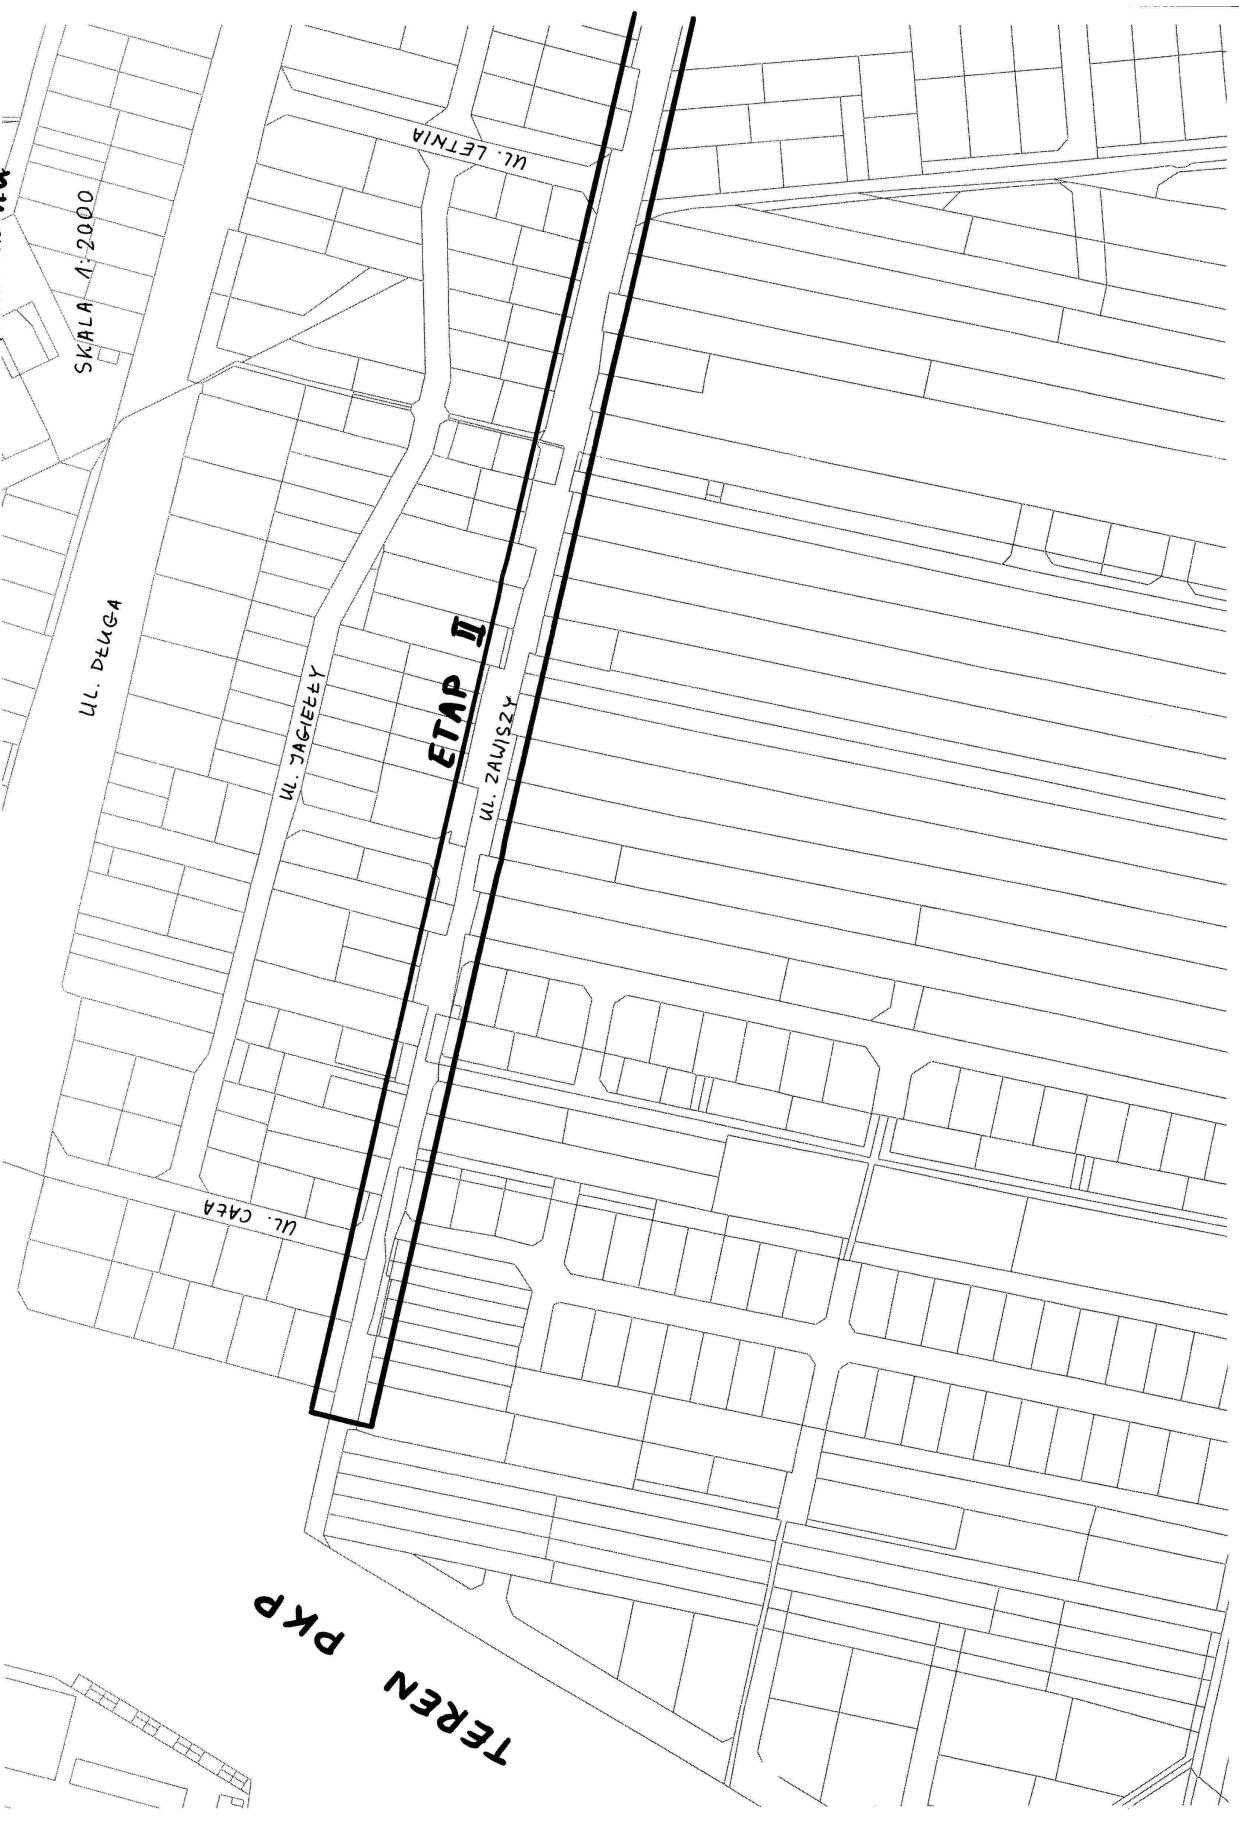 UL. LETNIA
SKALA 1:2000
UL. DŁUGA
UL. JAGIEŁŁY
ETAP II
UL. ZAWISZY
UL. CAŁA
TEREN PKP